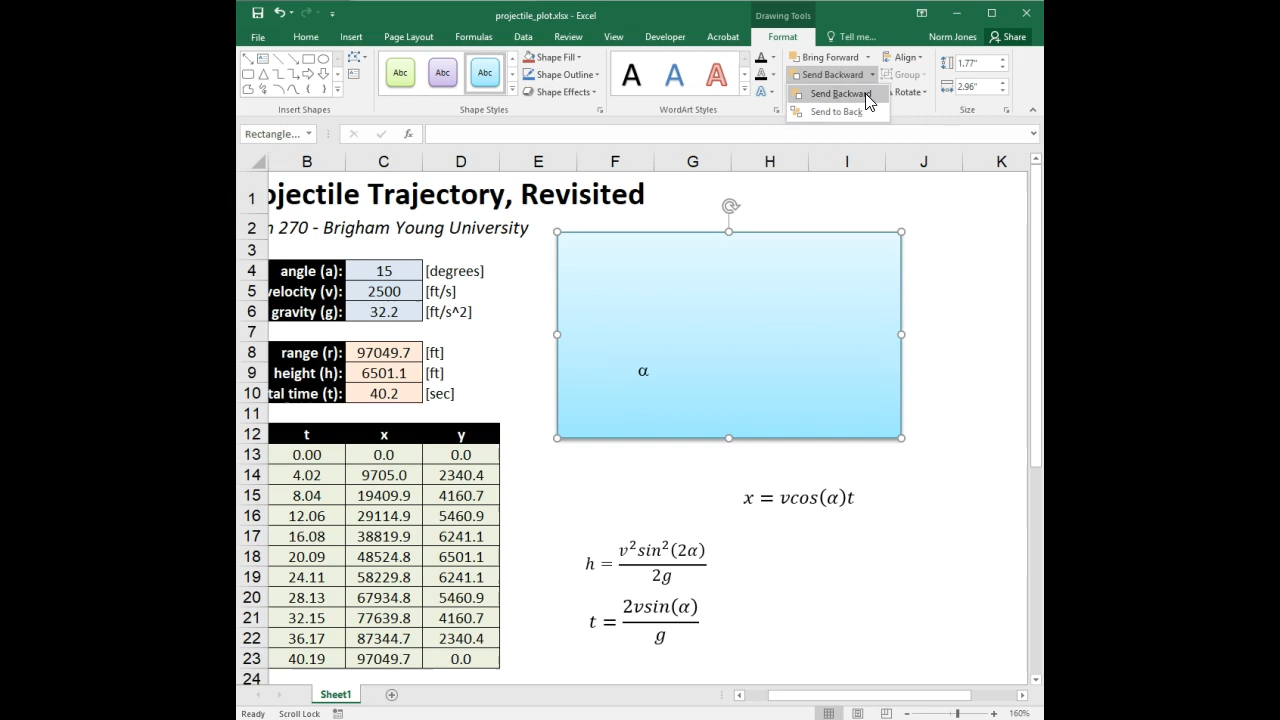 projectile_plot.xlsx - Excel
Drawing Tools
File Home Insert Page Layout Formulas Data Review View Developer Acrobat Format Tell me... Norm Jones Share
Abc Abc Abc
Shape Fill
Shape Outline
Shape Effects
A A A
Bring Forward
Send Backward
Send Backward
Send to Back
Align
Group
Rotate
1.77"
2.96"
Insert Shapes Shape Styles WordArt Styles Size
Rectangle... fx
B C D E F G H I J K
1 ojectile Trajectory, Revisited
2 270 - Brigham Young University
3
4 angle (a): 15 [degrees]
5 velocity (v): 2500 [ft/s]
6 gravity (g): 32.2 [ft/s^2]
7
8 range (r): 97049.7 [ft]
9 height (h): 6501.1 [ft]
10 tal time (t): 40.2 [sec]
11
12 t x y
13 0.00 0.0 0.0
14 4.02 9705.0 2340.4
15 8.04 19409.9 4160.7
16 12.06 29114.9 5460.9
17 16.08 38819.9 6241.1
18 20.09 48524.8 6501.1
19 24.11 58229.8 6241.1
20 28.13 67934.8 5460.9
21 32.15 77639.8 4160.7
22 36.17 87344.7 2340.4
23 40.19 97049.7 0.0
24
α
x = vcos(α)t
h = v²sin²(2α) / 2g
t = 2vsin(α) / g
Sheet1
Ready Scroll Lock 160%